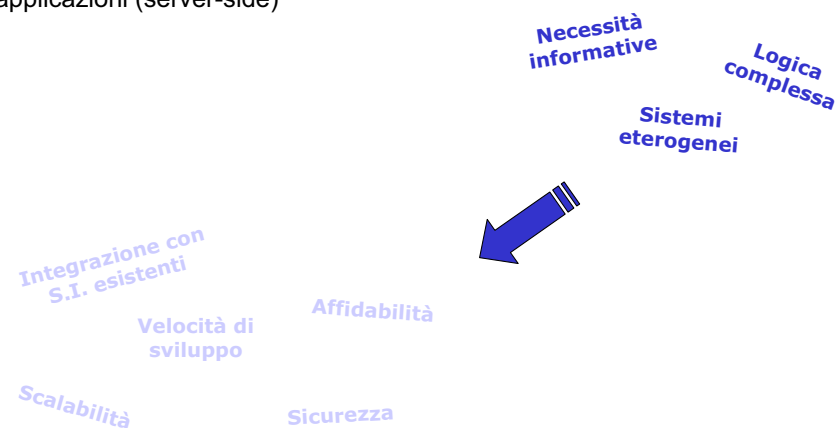 applicazioni (server-side)
Necessità
informative
Logica
complessa
Sistemi
eterogenei
Integrazione con
S.I. esistenti
Affidabilità
Velocità di
sviluppo
Scalabilità
Sicurezza